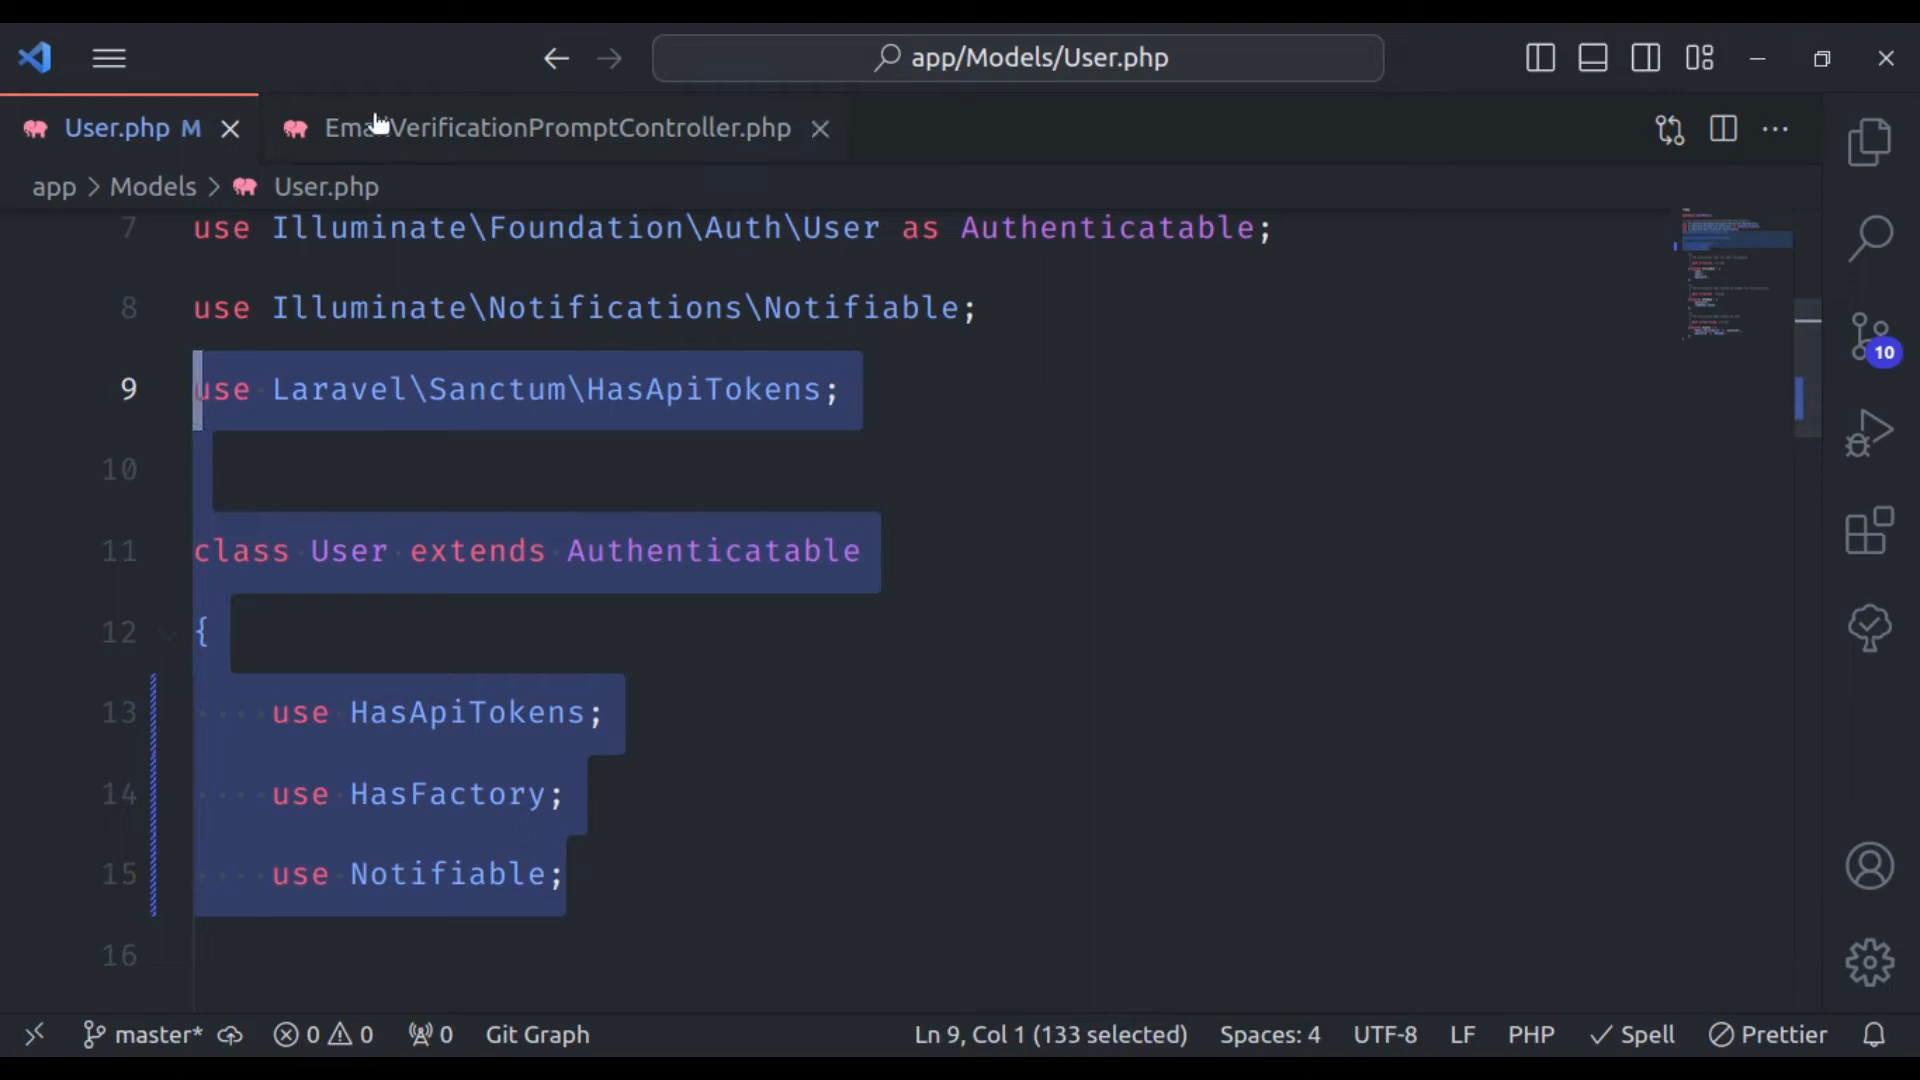 app/Models/User.php
User.php M
EmailVerificationPromptController.php
app > Models > User.php
7 use Illuminate\Foundation\Auth\User as Authenticatable;
8 use Illuminate\Notifications\Notifiable;
9 use Laravel\Sanctum\HasApiTokens;
10
11 class User extends Authenticatable
12 {
13 use HasApiTokens;
14 use HasFactory;
15 use Notifiable;
16
10
master* 0 0 0 Git Graph Ln 9, Col 1 (133 selected) Spaces: 4 UTF-8 LF PHP Spell Prettier